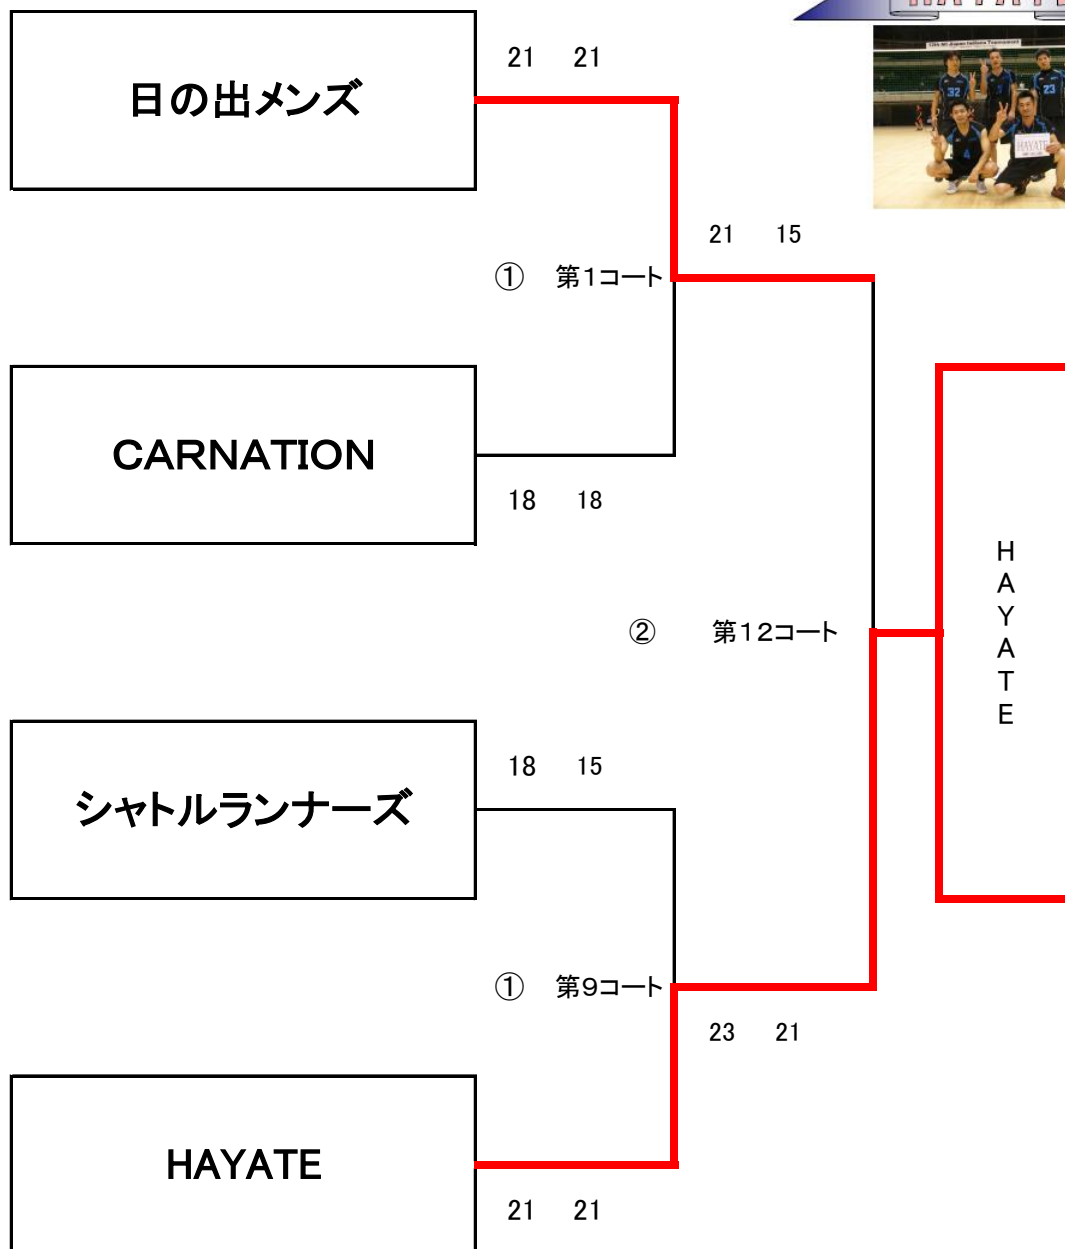 HAYATE
21 21
日の出メンズ
21 15
① 第1コート
CARNATION
18 18
HAYATE
② 第12コート
18 15
シャトルランナーズ
① 第9コート
23 21
HAYATE
21 21